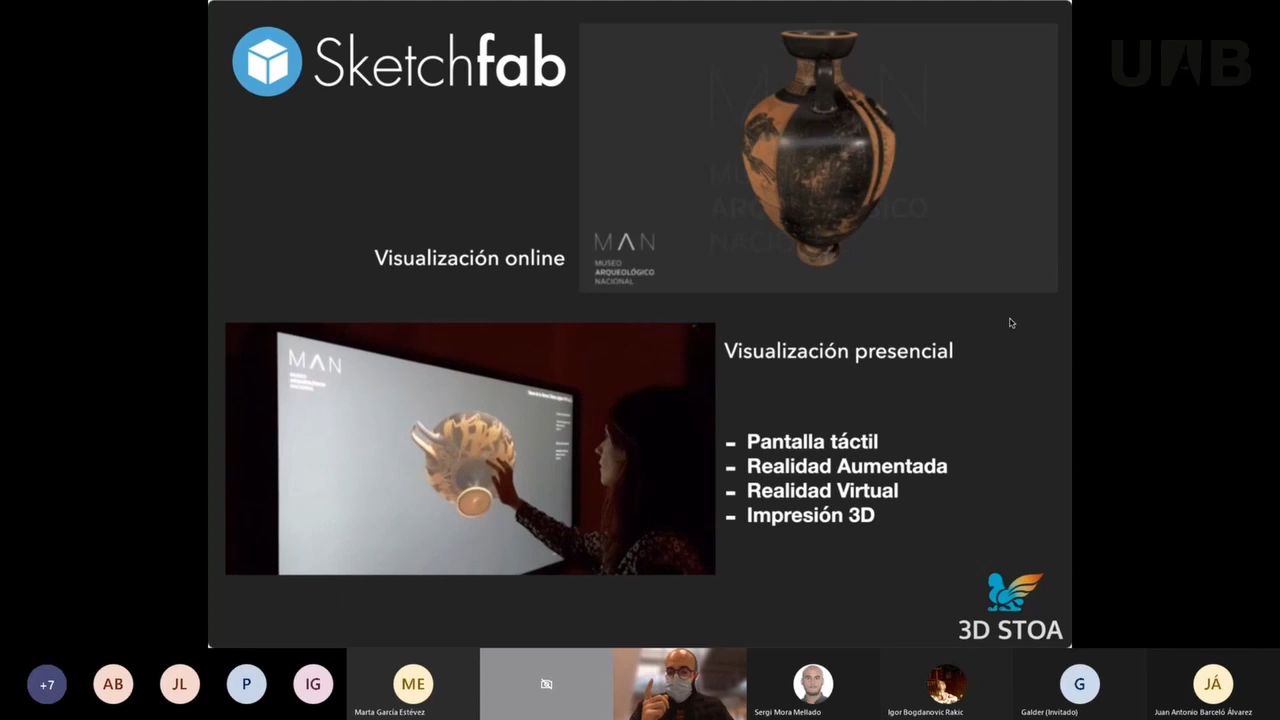 Sketchfab
UAB
MAN
MUSEO
ARQUEOLÓGICO
NACIONAL
Visualización online
MAN
Visualización presencial
- Pantalla táctil
- Realidad Aumentada
- Realidad Virtual
- Impresión 3D
3D STOA
+7
AB
JL
P
IG
ME
G
JÁ
Marta García Estévez
Sergi Mora Mellado
Igor Bogdanovic Rakic
Galder (Invitado)
Juan Antonio Barceló Álvarez